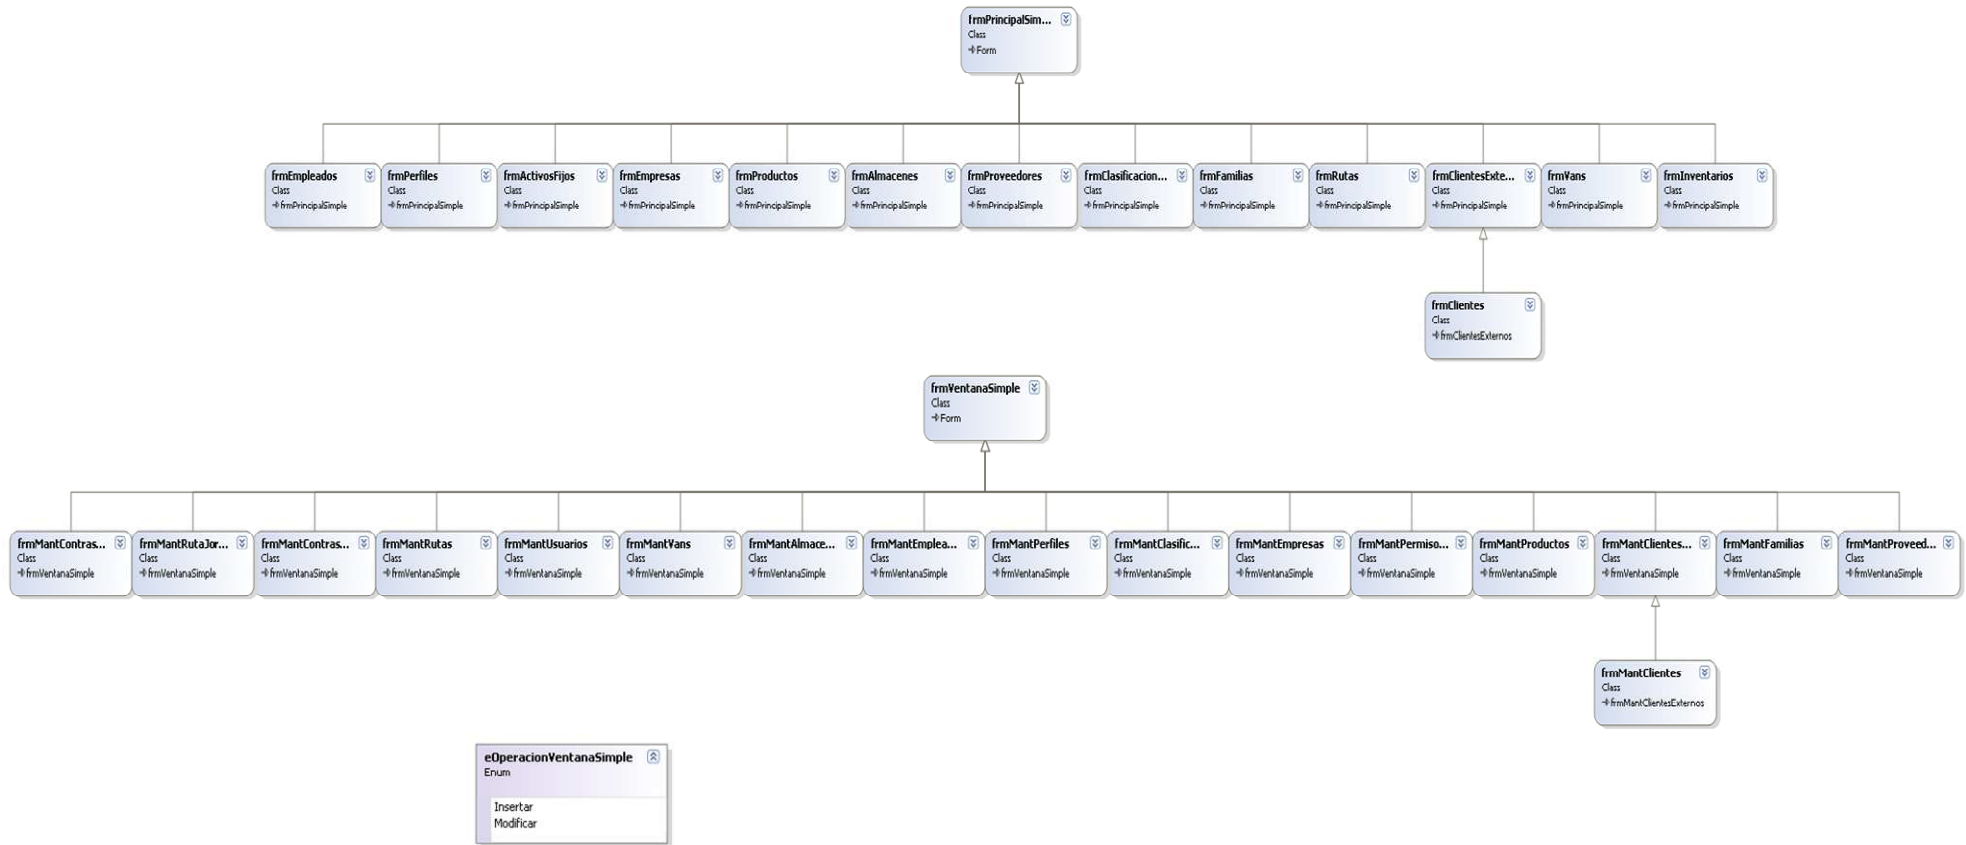 frmPrincipalSim...
Class
Form
frmEmpleados
Class
frmPrincipalSimple
frmPerfiles
Class
frmPrincipalSimple
frmActivosFijos
Class
frmPrincipalSimple
frmEmpresas
Class
frmPrincipalSimple
frmProductos
Class
frmPrincipalSimple
frmAlmacenes
Class
frmPrincipalSimple
frmProveedores
Class
frmPrincipalSimple
frmClasificacion...
Class
frmPrincipalSimple
frmFamilias
Class
frmPrincipalSimple
frmRutas
Class
frmPrincipalSimple
frmClientesExte...
Class
frmPrincipalSimple
frmVans
Class
frmPrincipalSimple
frmInventarios
Class
frmPrincipalSimple
frmClientes
Class
frmClientesExternos
frmVentanaSimple
Class
Form
frmMantContras...
Class
frmVentanaSimple
frmMantRutaJor...
Class
frmVentanaSimple
frmMantContras...
Class
frmVentanaSimple
frmMantRutas
Class
frmVentanaSimple
frmMantUsuarios
Class
frmVentanaSimple
frmMantVans
Class
frmVentanaSimple
frmMantAlmace...
Class
frmVentanaSimple
frmMantEmplea...
Class
frmVentanaSimple
frmMantPerfiles
Class
frmVentanaSimple
frmMantClasific...
Class
frmVentanaSimple
frmMantEmpresas
Class
frmVentanaSimple
frmMantPermiso...
Class
frmVentanaSimple
frmMantProductos
Class
frmVentanaSimple
frmMantClientes...
Class
frmVentanaSimple
frmMantFamilias
Class
frmVentanaSimple
frmMantProveed...
Class
frmVentanaSimple
frmMantClientes
Class
frmMantClientesExternos
eOperacionVentanaSimple
Enum
Insertar
Modificar